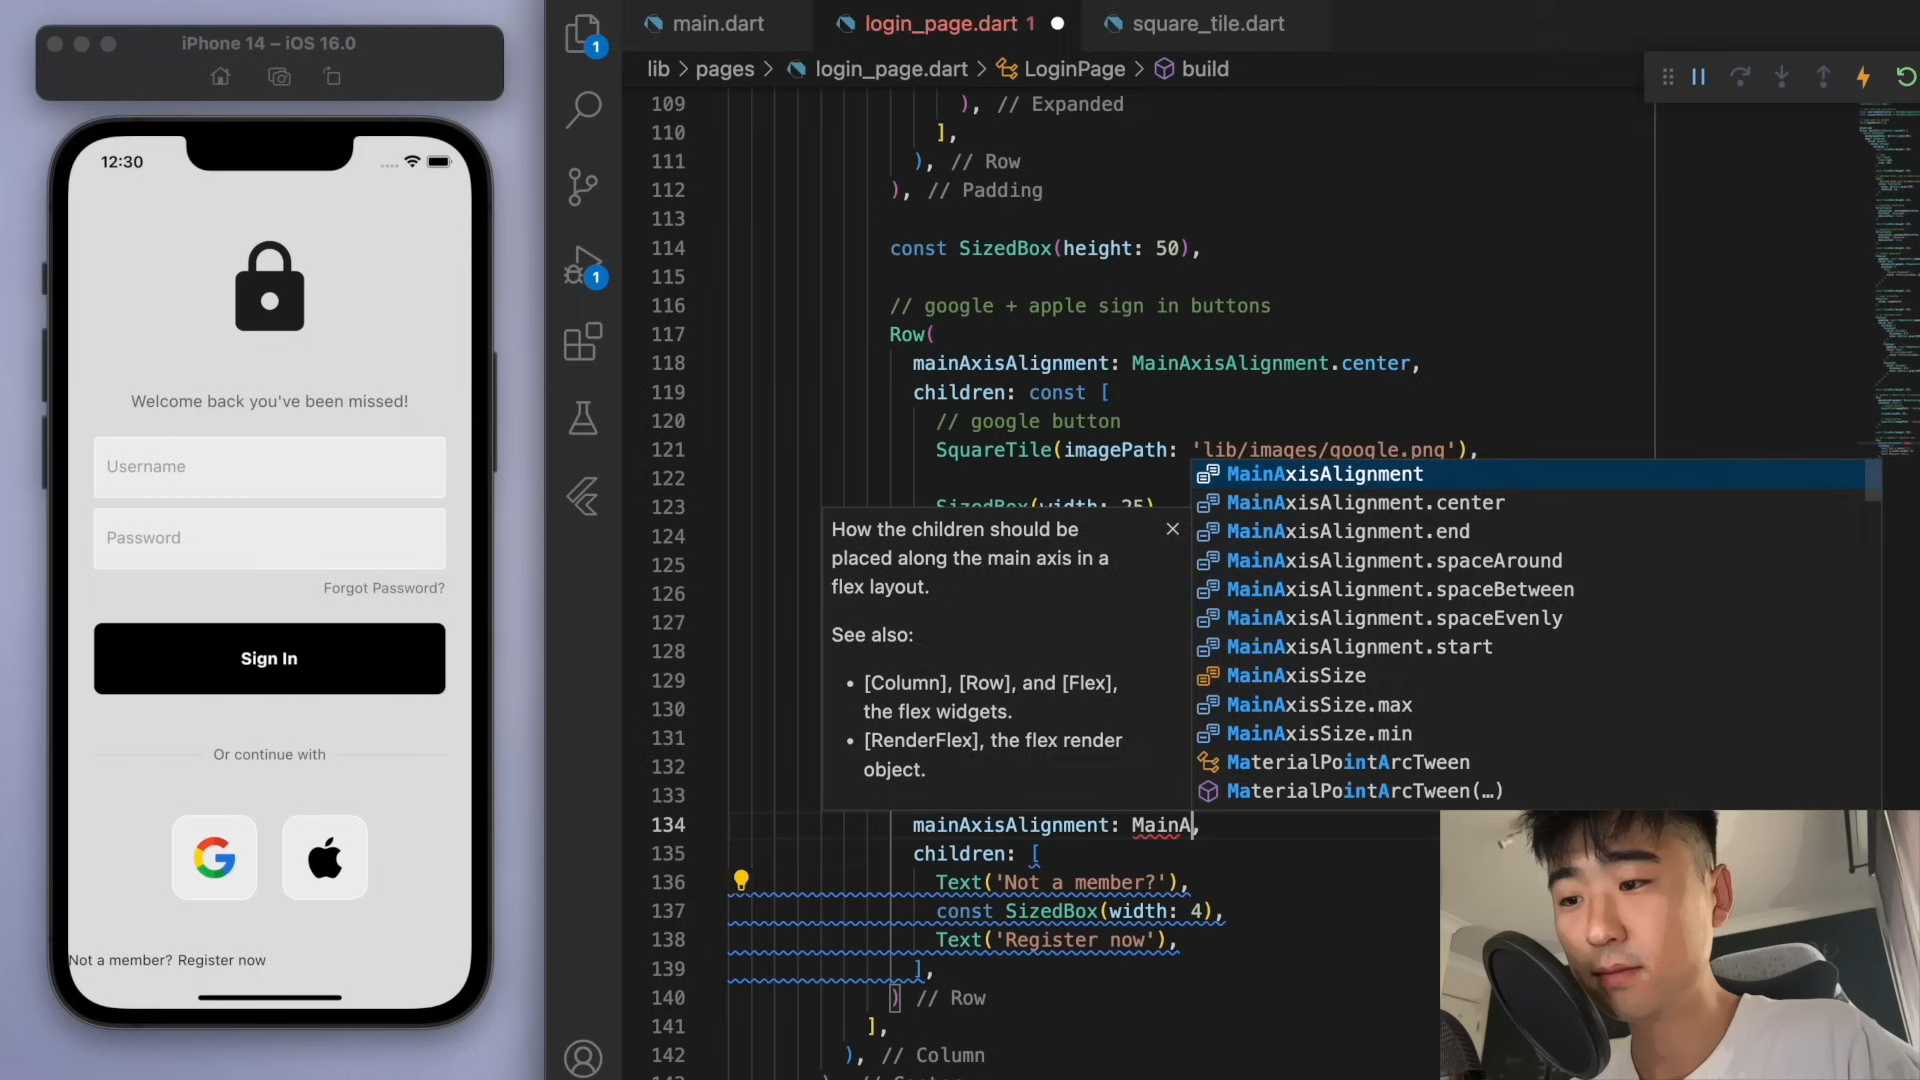 iPhone 14 – iOS 16.0
12:30
Welcome back you've been missed!
Username
Password
Forgot Password?
Sign In
Or continue with
Not a member? Register now
1
1
main.dart
login_page.dart 1
square_tile.dart
lib > pages > login_page.dart > LoginPage > build
109 ), // Expanded
110 ],
111 ), // Row
112 ), // Padding
113
114 const SizedBox(height: 50),
115
116 // google + apple sign in buttons
117 Row(
118 mainAxisAlignment: MainAxisAlignment.center,
119 children: const [
120 // google button
121 SquareTile(imagePath: 'lib/images/google.png'),
122
123 SizedBox(width: 25)
124
125
126
127
128
129
130
131
132
133
134 mainAxisAlignment: MainA,
135 children: [
136 Text('Not a member?'),
137 const SizedBox(width: 4),
138 Text('Register now'),
139 ],
140 ) // Row
141 ],
142 ), // Column
How the children should be
placed along the main axis in a
flex layout.
See also:
• [Column], [Row], and [Flex],
the flex widgets.
• [RenderFlex], the flex render
object.
MainAxisAlignment
MainAxisAlignment.center
MainAxisAlignment.end
MainAxisAlignment.spaceAround
MainAxisAlignment.spaceBetween
MainAxisAlignment.spaceEvenly
MainAxisAlignment.start
MainAxisSize
MainAxisSize.max
MainAxisSize.min
MaterialPointArcTween
MaterialPointArcTween(…)